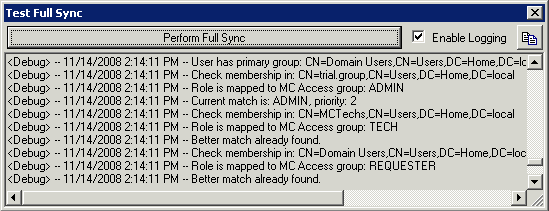 Test Full Sync
Perform Full Sync
Enable Logging
<Debug> -- 11/14/2008 2:14:11 PM -- User has primary group: CN=Domain Users,CN=Users,DC=Home,DC=loc
<Debug> -- 11/14/2008 2:14:11 PM -- Check membership in: CN=trial.group,CN=Users,DC=Home,DC=local
<Debug> -- 11/14/2008 2:14:11 PM -- Role is mapped to MC Access group: ADMIN
<Debug> -- 11/14/2008 2:14:11 PM -- Current match is: ADMIN, priority: 2
<Debug> -- 11/14/2008 2:14:11 PM -- Check membership in: CN=MCTechs,CN=Users,DC=Home,DC=local
<Debug> -- 11/14/2008 2:14:11 PM -- Role is mapped to MC Access group: TECH
<Debug> -- 11/14/2008 2:14:11 PM -- Better match already found.
<Debug> -- 11/14/2008 2:14:11 PM -- Check membership in: CN=Domain Users,CN=Users,DC=Home,DC=loc
<Debug> -- 11/14/2008 2:14:11 PM -- Role is mapped to MC Access group: REQUESTER
<Debug> -- 11/14/2008 2:14:11 PM -- Better match already found.